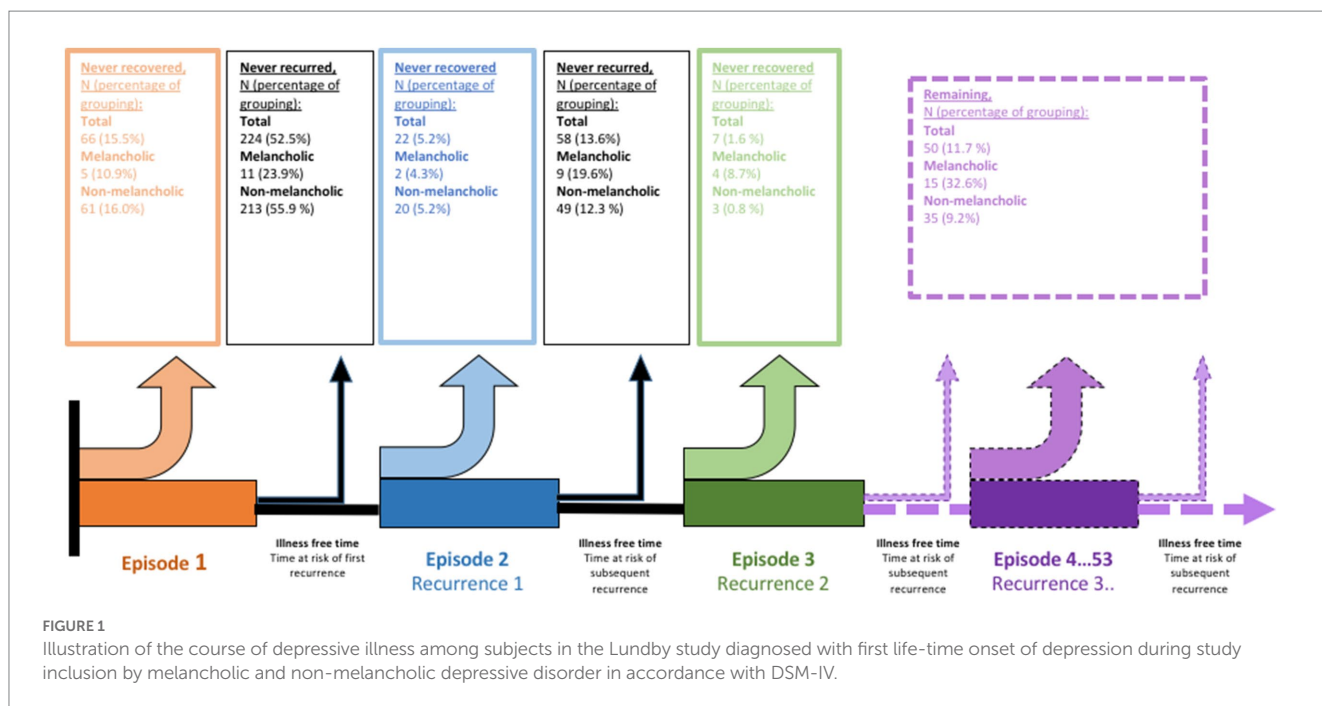 Never recovered,
N (percentage of
grouping):
Total
66 (15.5%)
Melancholic
5 (10.9%)
Non-melancholic
61 (16.0%)
Never recurred,
N (percentage of
grouping):
Total
224 (52.5%)
Melancholic
11 (23.9%)
Non-melancholic
213 (55.9 %)
Never recovered
N (percentage of
grouping):
Total
22 (5.2%)
Melancholic
2 (4.3%)
Non-melancholic
20 (5.2%)
Never recurred,
N (percentage of
grouping):
Total
58 (13.6%)
Melancholic
9 (19.6%)
Non-melancholic
49 (12.3 %)
Never recovered
N (percentage of
grouping):
Total
7 (1.6 %)
Melancholic
4 (8.7%)
Non-melancholic
3 (0.8 %)
Remaining,
N (percentage of grouping):
Total
50 (11.7 %)
Melancholic
15 (32.6%)
Non-melancholic
35 (9.2%)
Episode 1
Illness free time
Time at risk of first
recurrence
Episode 2
Recurrence 1
Illness free time
Time at risk of
subsequent
recurrence
Episode 3
Recurrence 2
Illness free time
Time at risk of
subsequent
recurrence
Episode 4...53
Recurrence 3..
Illness free time
Time at risk of
subsequent
recurrence
FIGURE 1
Illustration of the course of depressive illness among subjects in the Lundby study diagnosed with first life-time onset of depression during study
inclusion by melancholic and non-melancholic depressive disorder in accordance with DSM-IV.